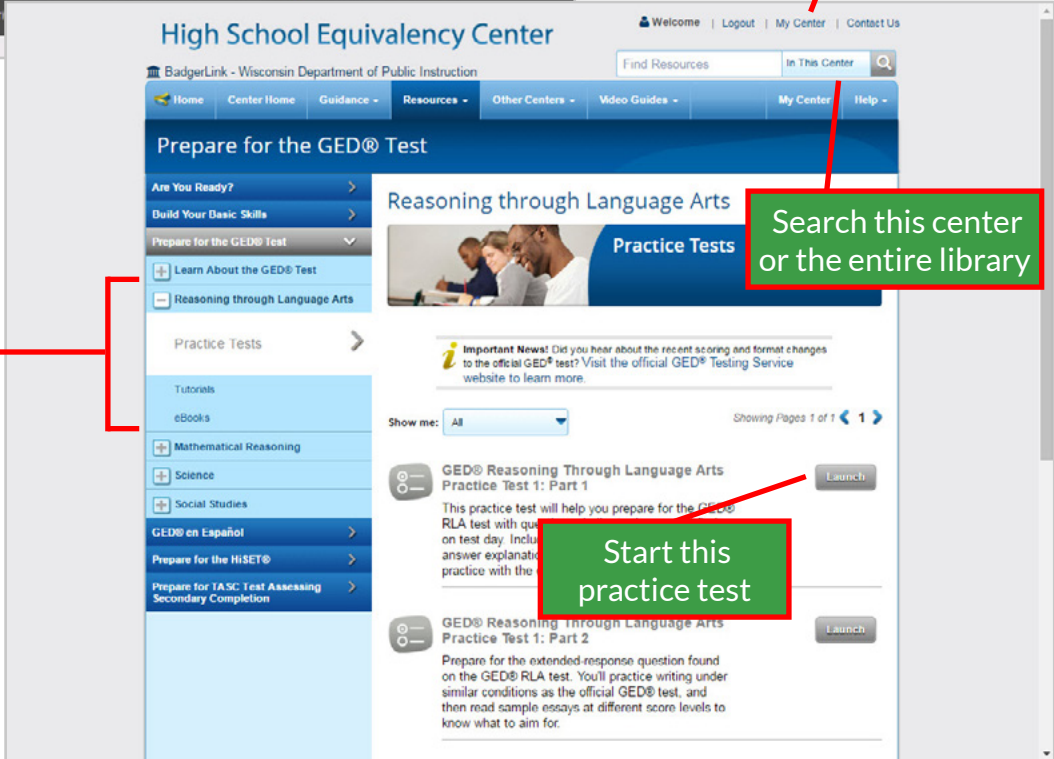 Welcome | Logout | My Center | Contact Us
High School Equivalency Center
Find Resources
In This Center
BadgerLink - Wisconsin Department of Public Instruction
Home Center Home Guidance Resources Other Centers Video Guides My Center Help
Prepare for the GED® Test
Are You Ready?
Build Your Basic Skills
Prepare for the GED® Test
Learn About the GED® Test
Reasoning through Language Arts
Practice Tests
Tutorials
eBooks
Mathematical Reasoning
Science
Social Studies
GED® en Español
Prepare for the HiSET®
Prepare for TASC Test Assessing
Secondary Completion
Reasoning through Language Arts
Practice Tests
Search this center
or the entire library
Important News! Did you hear about the recent scoring and format changes
to the official GED® test? Visit the official GED® Testing Service
website to learn more.
Show me: All
Showing Pages 1 of 1 1
GED® Reasoning Through Language Arts
Practice Test 1: Part 1
Launch
This practice test will help you prepare for the GED®
RLA test with
on test day.
answer
practice with the
Start this
practice test
GED® Reasoning Through Language Arts
Practice Test 1: Part 2
Launch
Prepare for the extended-response question found
on the GED® RLA test. You'll practice writing under
similar conditions as the official GED® test, and
then read sample essays at different score levels to
know what to aim for.